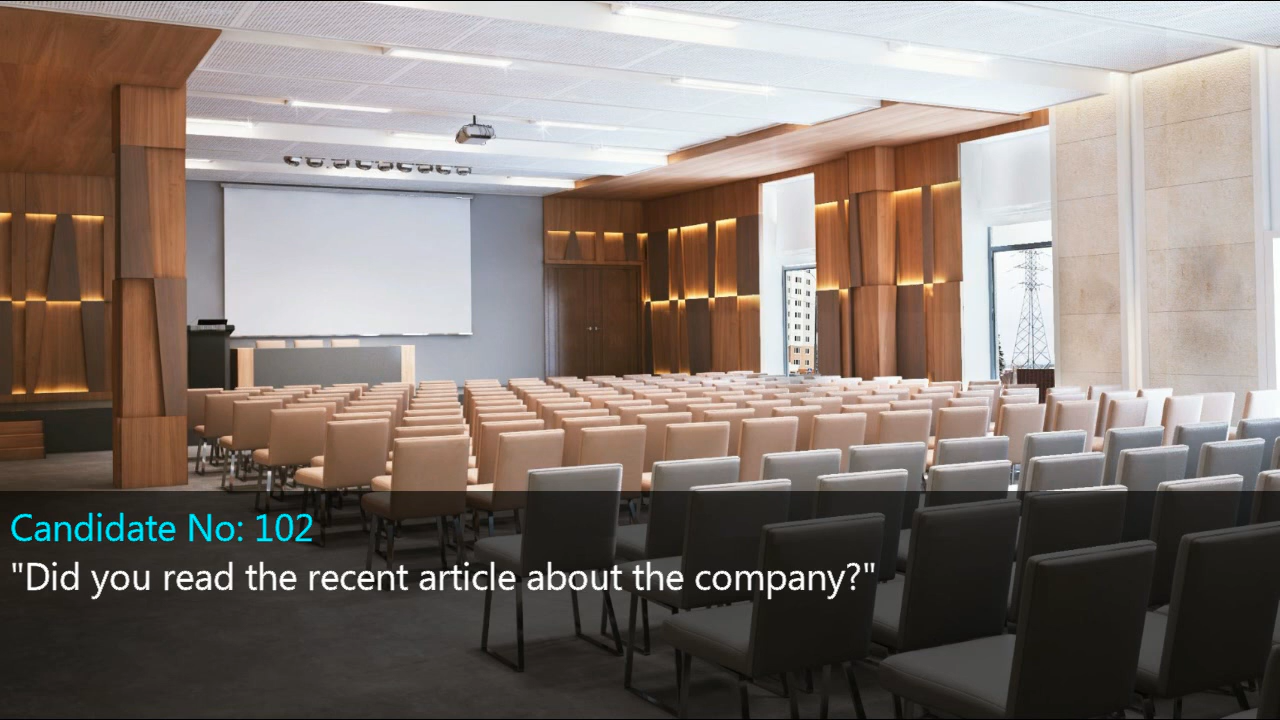 Candidate No: 102
"Did you read the recent article about the company?"